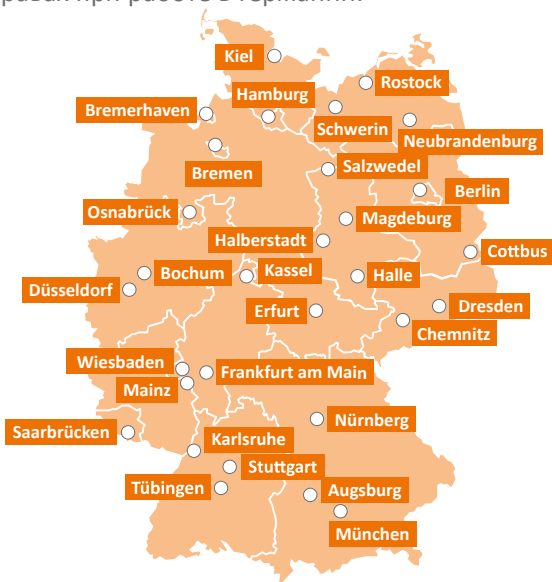 Kiel
Rostock
Hamburg
Bremerhaven
Schwerin
Neubrandenburg
Bremen
Salzwedel
Berlin
Osnabrück
Magdeburg
Halberstadt
Cottbus
Bochum
Kassel
Halle
Düsseldorf
Erfurt
Dresden
Chemnitz
Wiesbaden
Frankfurt am Main
Mainz
Nürnberg
Saarbrücken
Karlsruhe
Stuttgart
Tübingen
Augsburg
München